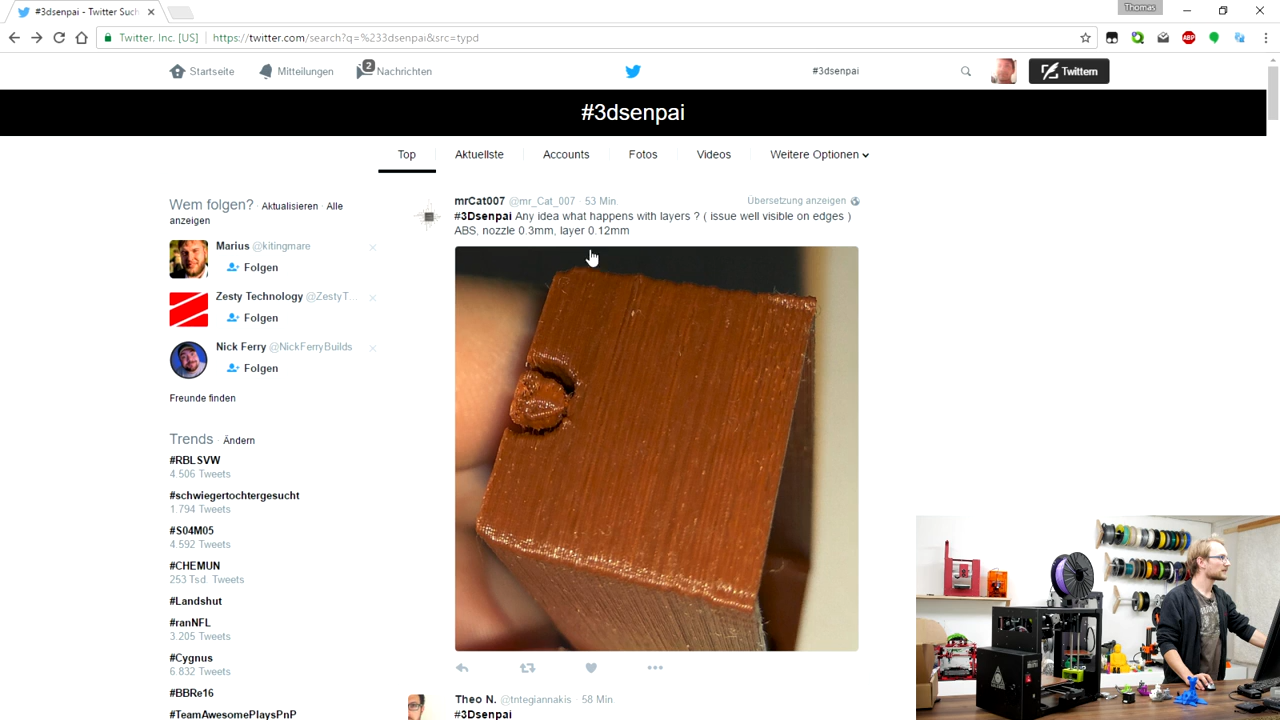 #3dsenpai - Twitter Such
Thomas
Twitter, Inc. [US]
https://twitter.com/search?q=%233dsenpai&src=typd
ABP
Startseite
Mitteilungen
2
Nachrichten
#3dsenpai
Twittern
#3dsenpai
Top
Aktuellste
Accounts
Fotos
Videos
Weitere Optionen
Wem folgen? · Aktualisieren · Alle
anzeigen
Marius @kitingmare
Folgen
Zesty Technology @ZestyT…
Folgen
Nick Ferry @NickFerryBuilds
Folgen
Freunde finden
Trends · Ändern
#RBLSVW
4.506 Tweets
#schwiegertochtergesucht
1.794 Tweets
#S04M05
4.592 Tweets
#CHEMUN
253 Tsd. Tweets
#Landshut
#ranNFL
3.205 Tweets
#Cygnus
6.832 Tweets
#BBRe16
#TeamAwesomePlaysPnP
mrCat007 @mr_Cat_007 · 53 Min.
Übersetzung anzeigen
#3Dsenpai Any idea what happens with layers ? ( issue well visible on edges )
ABS, nozzle 0.3mm, layer 0.12mm
Theo N. @tntegiannakis · 58 Min.
#3Dsenpai